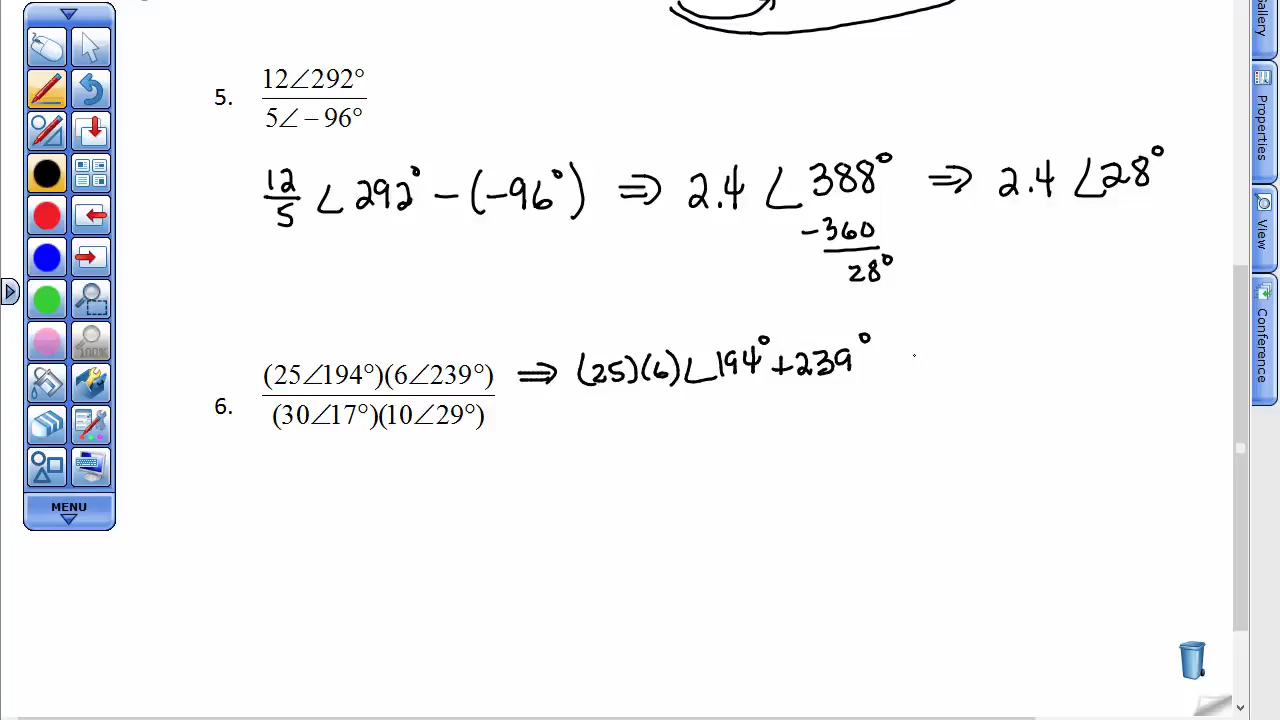 5. 12∠292° / 5∠−96°
12/5 ∠292° − (−96°) ⇒ 2.4 ∠388° ⇒ 2.4 ∠28°
−360
28°
6. (25∠194°)(6∠239°) / (30∠17°)(10∠29°) ⇒ (25)(6)∠194°+239°
MENU
Gallery
Properties
View
Conference
100%